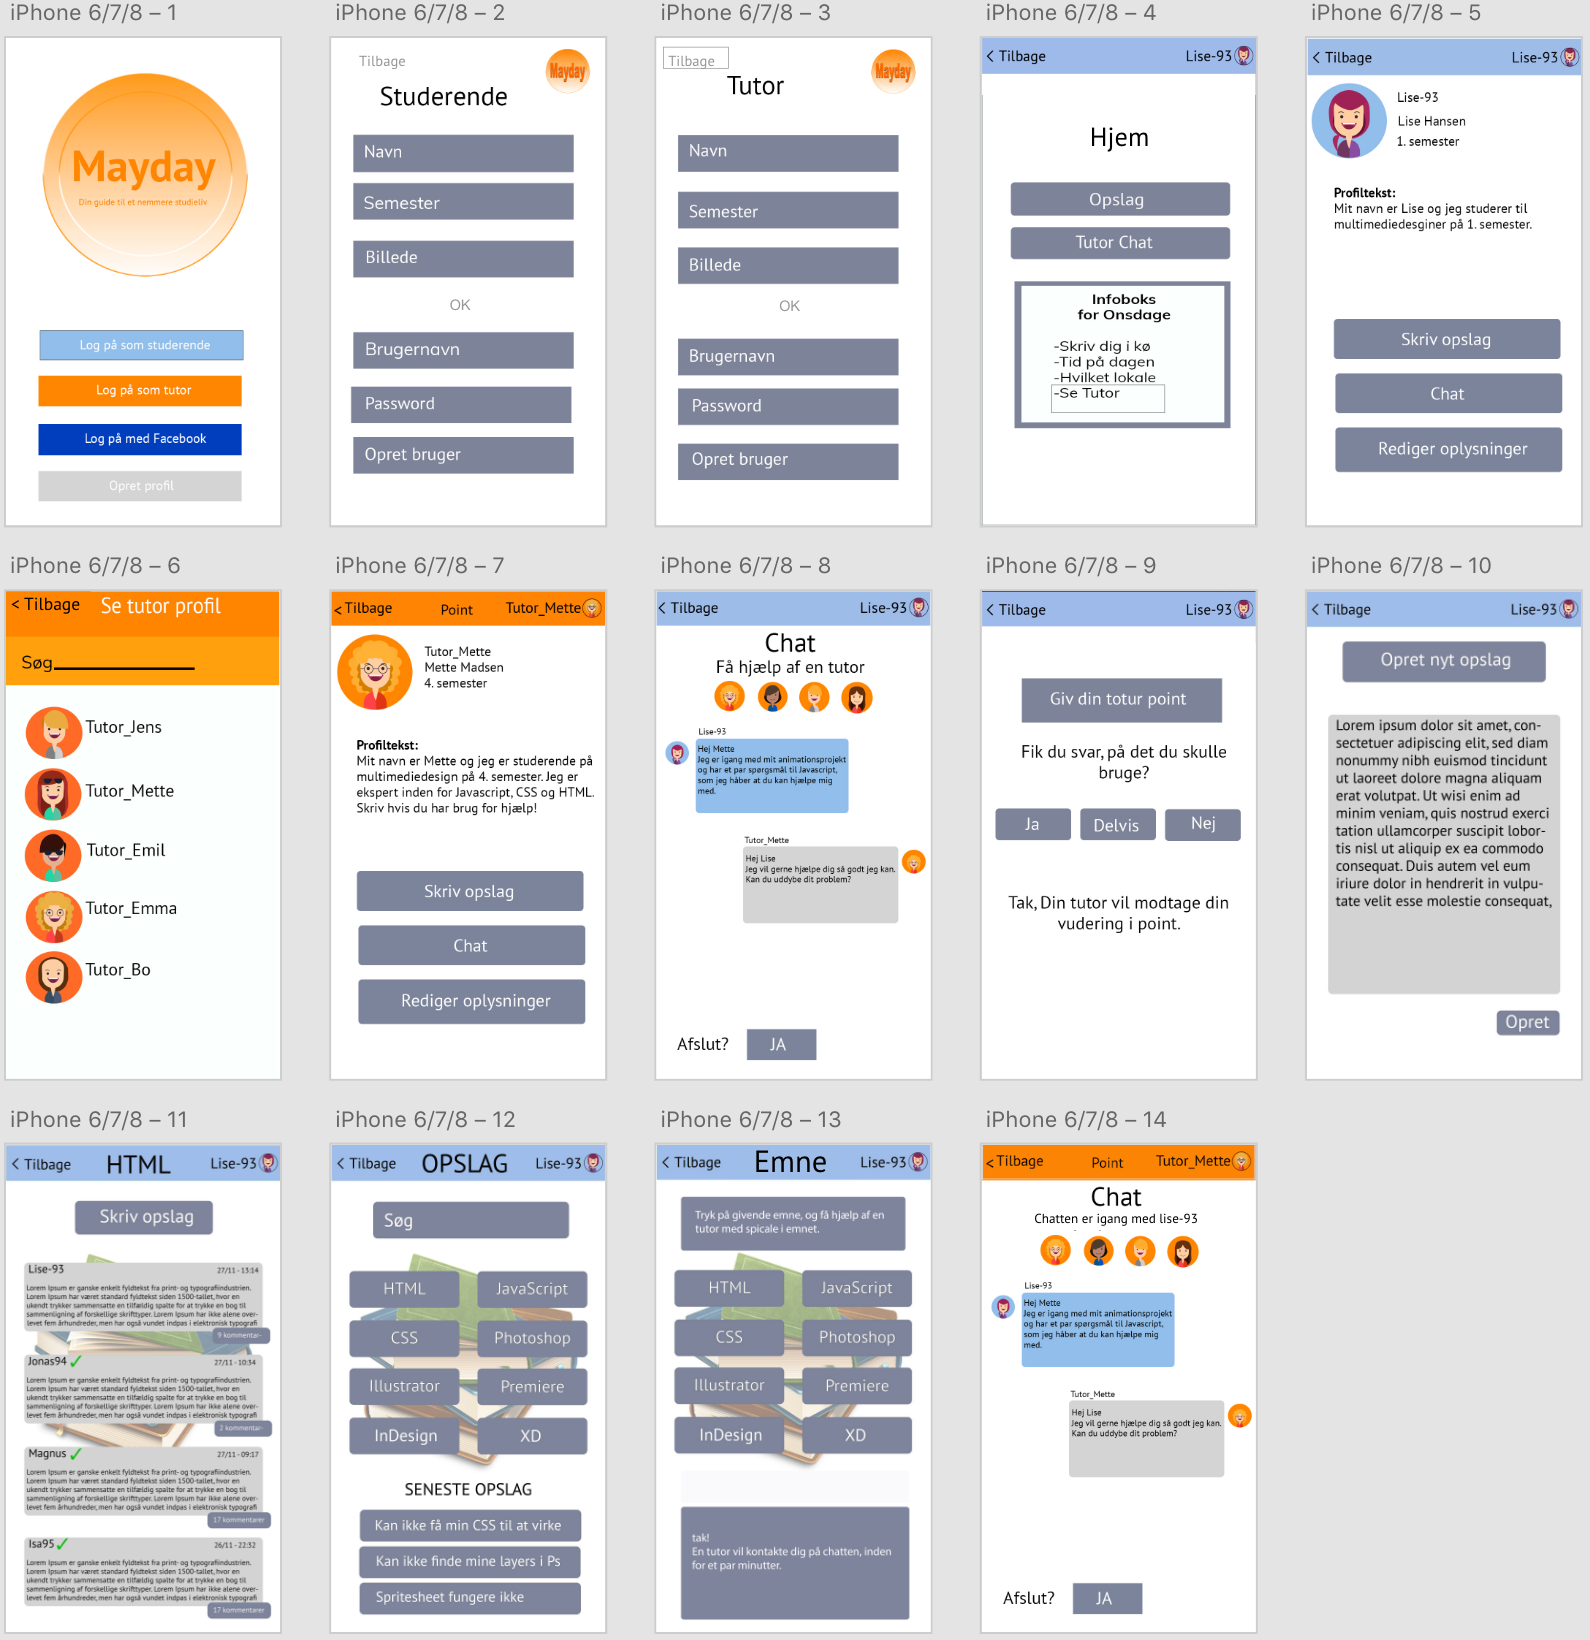 iPhone 6/7/8 – 1
Mayday
Din guide til et nemmere studieliv
Log på som studerende
Log på som tutor
Log på med Facebook
Opret profil
iPhone 6/7/8 – 2
Tilbage
Mayday
Studerende
Navn
Semester
Billede
OK
Brugernavn
Password
Opret bruger
iPhone 6/7/8 – 3
Tilbage
Mayday
Tutor
Navn
Semester
Billede
OK
Brugernavn
Password
Opret bruger
iPhone 6/7/8 – 4
< Tilbage
Lise-93
Hjem
Opslag
Tutor Chat
Infoboks
for Onsdage
-Skriv dig i kø
-Tid på dagen
-Hvilket lokale
-Se Tutor
iPhone 6/7/8 – 5
< Tilbage
Lise-93
Lise-93
Lise Hansen
1. semester
Profiltekst:
Mit navn er Lise og jeg studerer til
multimediedesginer på 1. semester.
Skriv opslag
Chat
Rediger oplysninger
iPhone 6/7/8 – 6
< Tilbage
Se tutor profil
Søg
Tutor_Jens
Tutor_Mette
Tutor_Emil
Tutor_Emma
Tutor_Bo
iPhone 6/7/8 – 7
< Tilbage
Point
Tutor_Mette
Tutor_Mette
Mette Madsen
4. semester
Profiltekst:
Mit navn er Mette og jeg er studerende på
multimediedesign på 4. semester. Jeg er
ekspert inden for Javascript, CSS og HTML.
Skriv hvis du har brug for hjælp!
Skriv opslag
Chat
Rediger oplysninger
iPhone 6/7/8 – 8
< Tilbage
Lise-93
Chat
Få hjælp af en tutor
Lise-93
Hej Mette
Jeg er igang med mit animationsprojekt
og har et par spørgsmål til Javascript,
som jeg håber at du kan hjælpe mig
med.
Tutor_Mette
Hej Lise
Jeg vil gerne hjælpe dig så godt jeg kan.
Kan du uddybe dit problem?
Afslut?
JA
iPhone 6/7/8 – 9
< Tilbage
Lise-93
Giv din totur point
Fik du svar, på det du skulle
bruge?
Ja
Delvis
Nej
Tak, Din tutor vil modtage din
vudering i point.
iPhone 6/7/8 – 10
< Tilbage
Lise-93
Opret nyt opslag
Lorem ipsum dolor sit amet, con-
sectetuer adipiscing elit, sed diam
nonummy nibh euismod tincidunt
ut laoreet dolore magna aliquam
erat volutpat. Ut wisi enim ad
minim veniam, quis nostrud exerci
tation ullamcorper suscipit lobor-
tis nisl ut aliquip ex ea commodo
consequat. Duis autem vel eum
iriure dolor in hendrerit in vulpu-
tate velit esse molestie consequat,
Opret
iPhone 6/7/8 – 11
< Tilbage
HTML
Lise-93
Skriv opslag
Lise-93
27/11 - 13:14
Lorem Ipsum er ganske enkelt fyldtekst fra print- og typografiindustrien.
Lorem Ipsum har været standard fyldtekst siden 1500-tallet, hvor en
ukendt trykker sammensatte en tilfældig spalte for at trykke en bog til
sammenligning af forskellige skrifttyper. Lorem Ipsum har ikke alene over-
levet fem århundreder, men har også vundet indpas i elektronisk typografi
9 kommentar-
Jonas94
27/11 - 10:34
Lorem Ipsum er ganske enkelt fyldtekst fra print- og typografiindustrien.
Lorem Ipsum har været standard fyldtekst siden 1500-tallet, hvor en
ukendt trykker sammensatte en tilfældig spalte for at trykke en bog til
sammenligning af forskellige skrifttyper. Lorem Ipsum har ikke alene over-
levet fem århundreder, men har også vundet indpas i elektronisk typografi
2 kommentar-
Magnus
27/11 - 09:17
Lorem Ipsum er ganske enkelt fyldtekst fra print- og typografiindustrien.
Lorem Ipsum har været standard fyldtekst siden 1500-tallet, hvor en
ukendt trykker sammensatte en tilfældig spalte for at trykke en bog til
sammenligning af forskellige skrifttyper. Lorem Ipsum har ikke alene over-
levet fem århundreder, men har også vundet indpas i elektronisk typografi
17 kommentarer
Isa95
26/11 - 22:32
Lorem Ipsum er ganske enkelt fyldtekst fra print- og typografiindustrien.
Lorem Ipsum har været standard fyldtekst siden 1500-tallet, hvor en
ukendt trykker sammensatte en tilfældig spalte for at trykke en bog til
sammenligning af forskellige skrifttyper. Lorem Ipsum har ikke alene over-
levet fem århundreder, men har også vundet indpas i elektronisk typografi
17 kommentarer
iPhone 6/7/8 – 12
< Tilbage
OPSLAG
Lise-93
Søg
HTML
JavaScript
CSS
Photoshop
Illustrator
Premiere
InDesign
XD
SENESTE OPSLAG
Kan ikke få min CSS til at virke
Kan ikke finde mine layers i Ps
Spritesheet fungere ikke
iPhone 6/7/8 – 13
< Tilbage
Emne
Lise-93
Tryk på givende emne, og få hjælp af en
tutor med spicale i emnet.
HTML
JavaScript
CSS
Photoshop
Illustrator
Premiere
InDesign
XD
tak!
En tutor vil kontakte dig på chatten, inden
for et par minutter.
iPhone 6/7/8 – 14
< Tilbage
Point
Tutor_Mette
Chat
Chatten er igang med lise-93
Lise-93
Hej Mette
Jeg er igang med mit animationsprojekt
og har et par spørgsmål til Javascript,
som jeg håber at du kan hjælpe mig
med.
Tutor_Mette
Hej Lise
Jeg vil gerne hjælpe dig så godt jeg kan.
Kan du uddybe dit problem?
Afslut?
JA